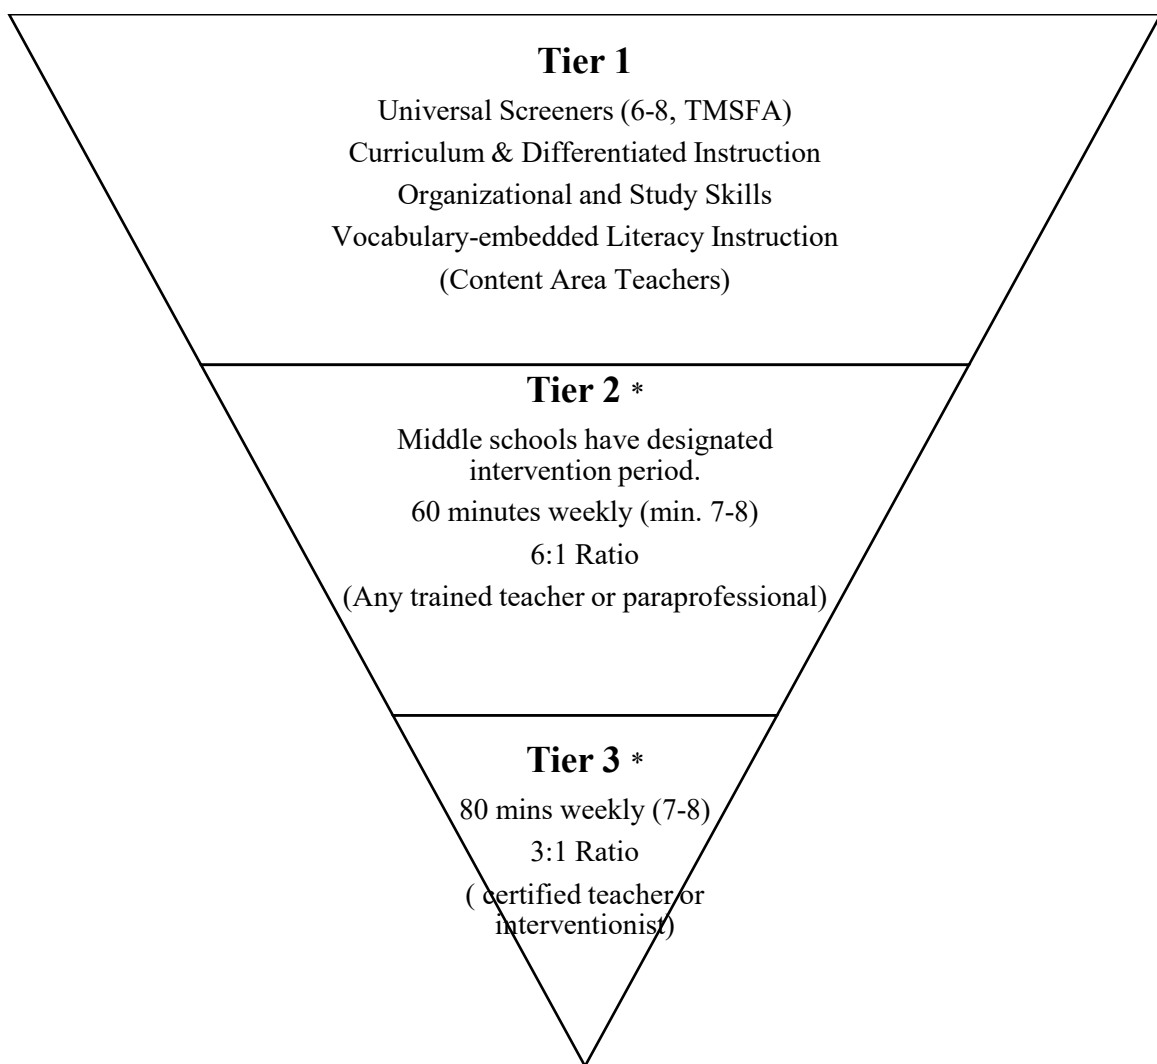 Tier 1
Universal Screeners (6-8, TMSFA)
Curriculum & Differentiated Instruction
Organizational and Study Skills
Vocabulary-embedded Literacy Instruction
(Content Area Teachers)
Tier 2 *
Middle schools have designated
intervention period.
60 minutes weekly (min. 7-8)
6:1 Ratio
(Any trained teacher or paraprofessional)
Tier 3 *
80 mins weekly (7-8)
3:1 Ratio
( certified teacher or
interventionist)